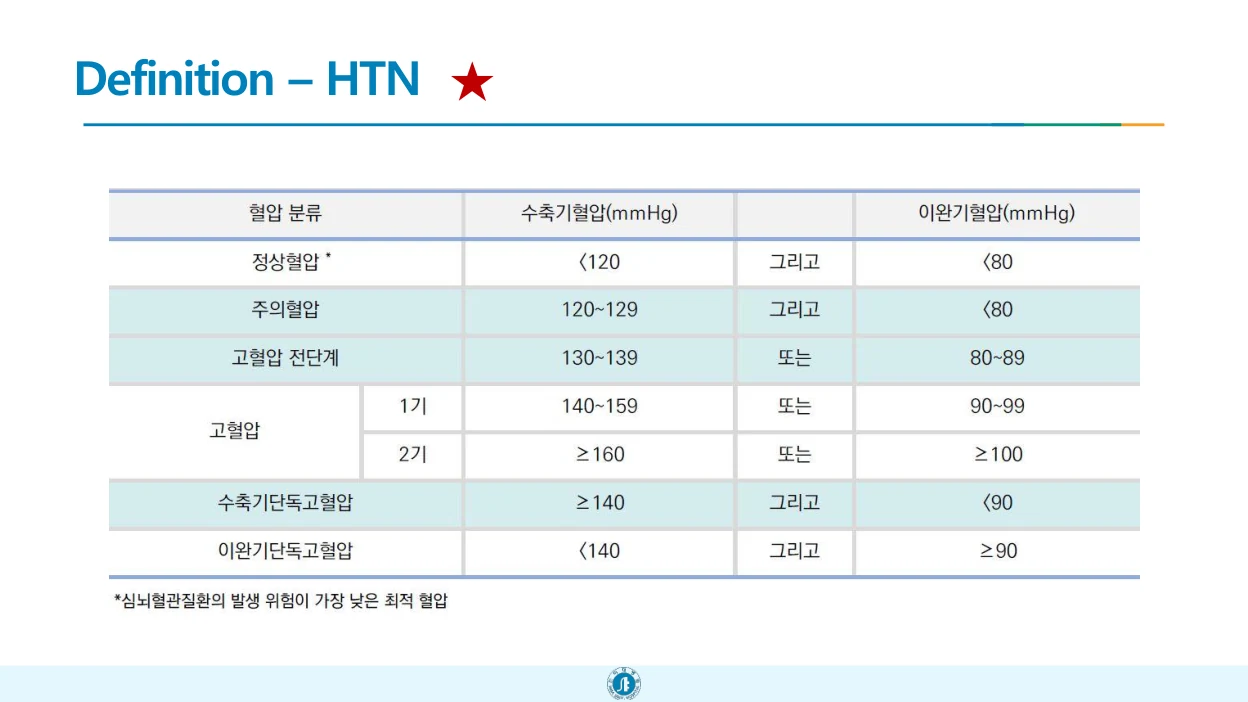 Definition – HTN
혈압 분류 수축기혈압(mmHg) 이완기혈압(mmHg)
정상혈압 * <120 그리고 <80
주의혈압 120~129 그리고 <80
고혈압 전단계 130~139 또는 80~89
고혈압 1기 140~159 또는 90~99
2기 ≥160 또는 ≥100
수축기단독고혈압 ≥140 그리고 <90
이완기단독고혈압 <140 그리고 ≥90
*심뇌혈관질환의 발생 위험이 가장 낮은 최적 혈압